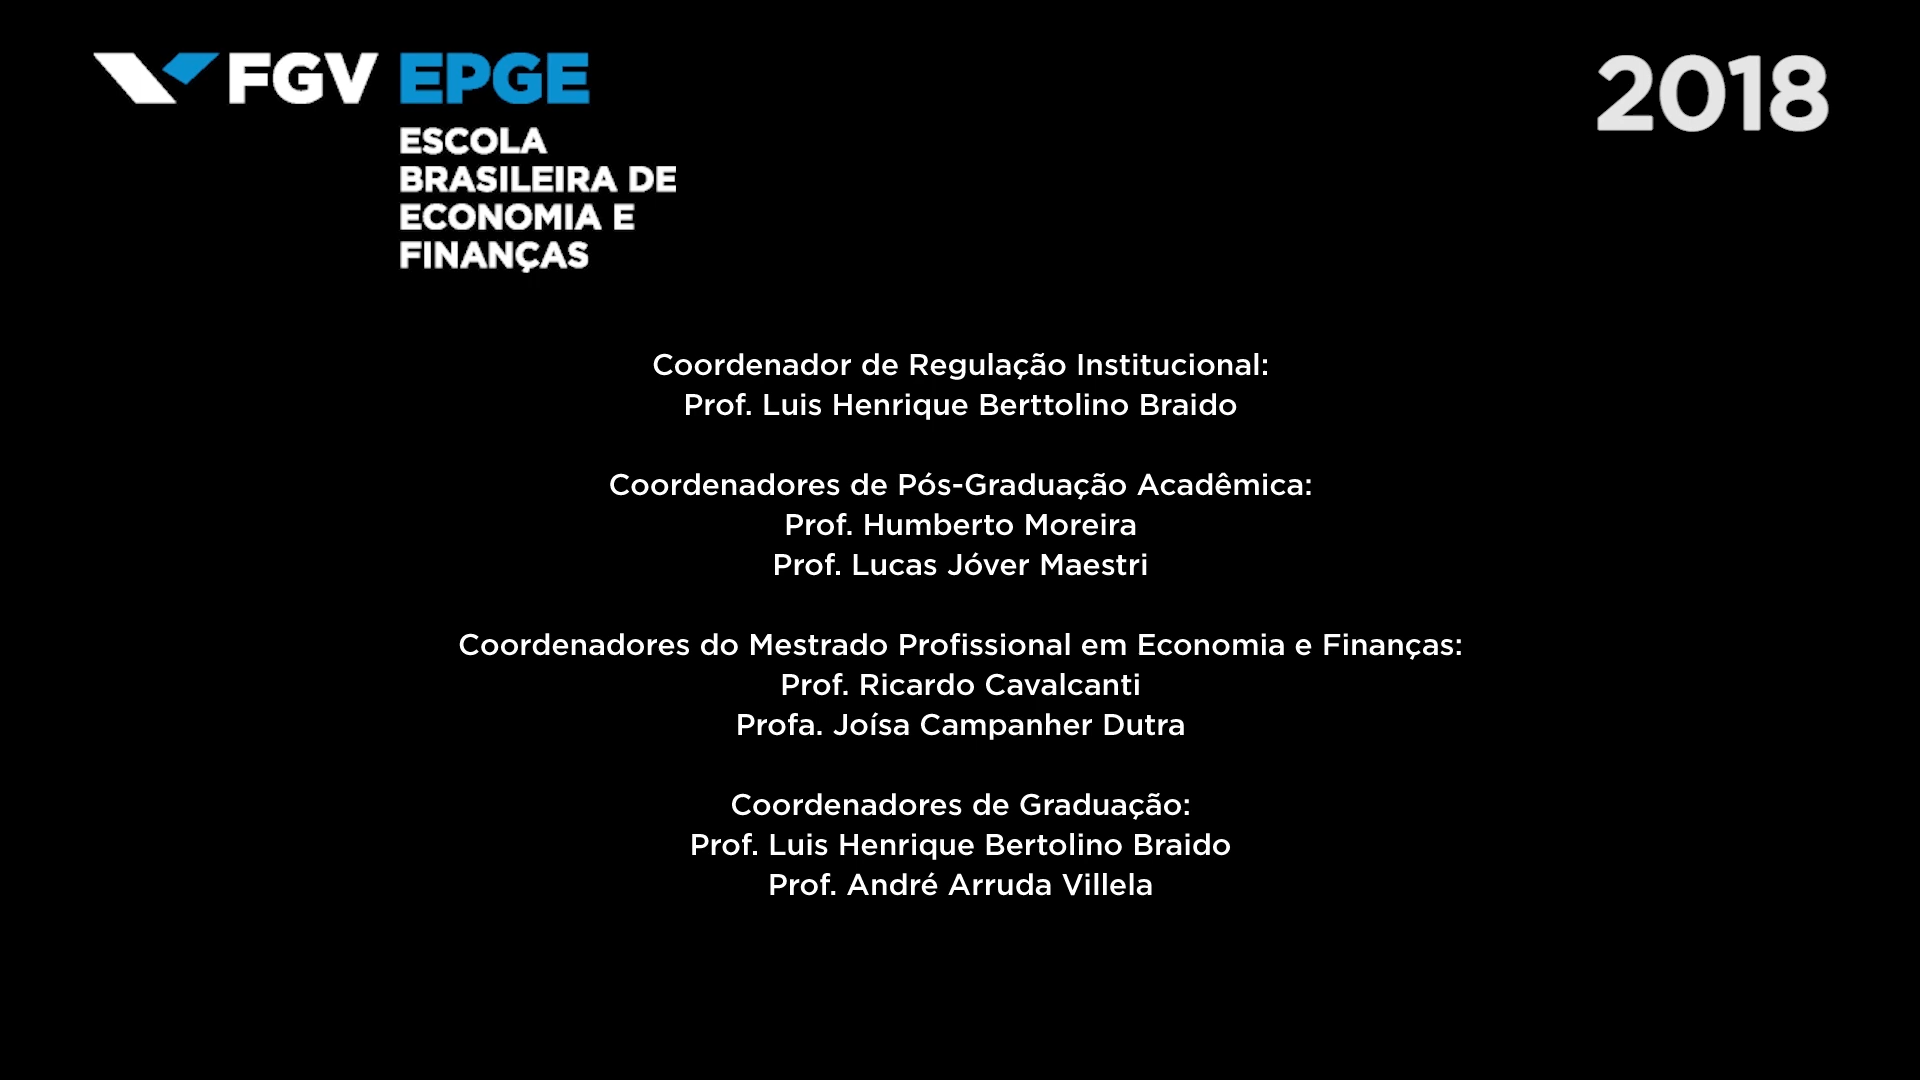 FGV EPGE
ESCOLA
BRASILEIRA DE
ECONOMIA E
FINANÇAS
2018
Coordenador de Regulação Institucional:
Prof. Luis Henrique Berttolino Braido
Coordenadores de Pós-Graduação Acadêmica:
Prof. Humberto Moreira
Prof. Lucas Jóver Maestri
Coordenadores do Mestrado Profissional em Economia e Finanças:
Prof. Ricardo Cavalcanti
Profa. Joísa Campanher Dutra
Coordenadores de Graduação:
Prof. Luis Henrique Bertolino Braido
Prof. André Arruda Villela